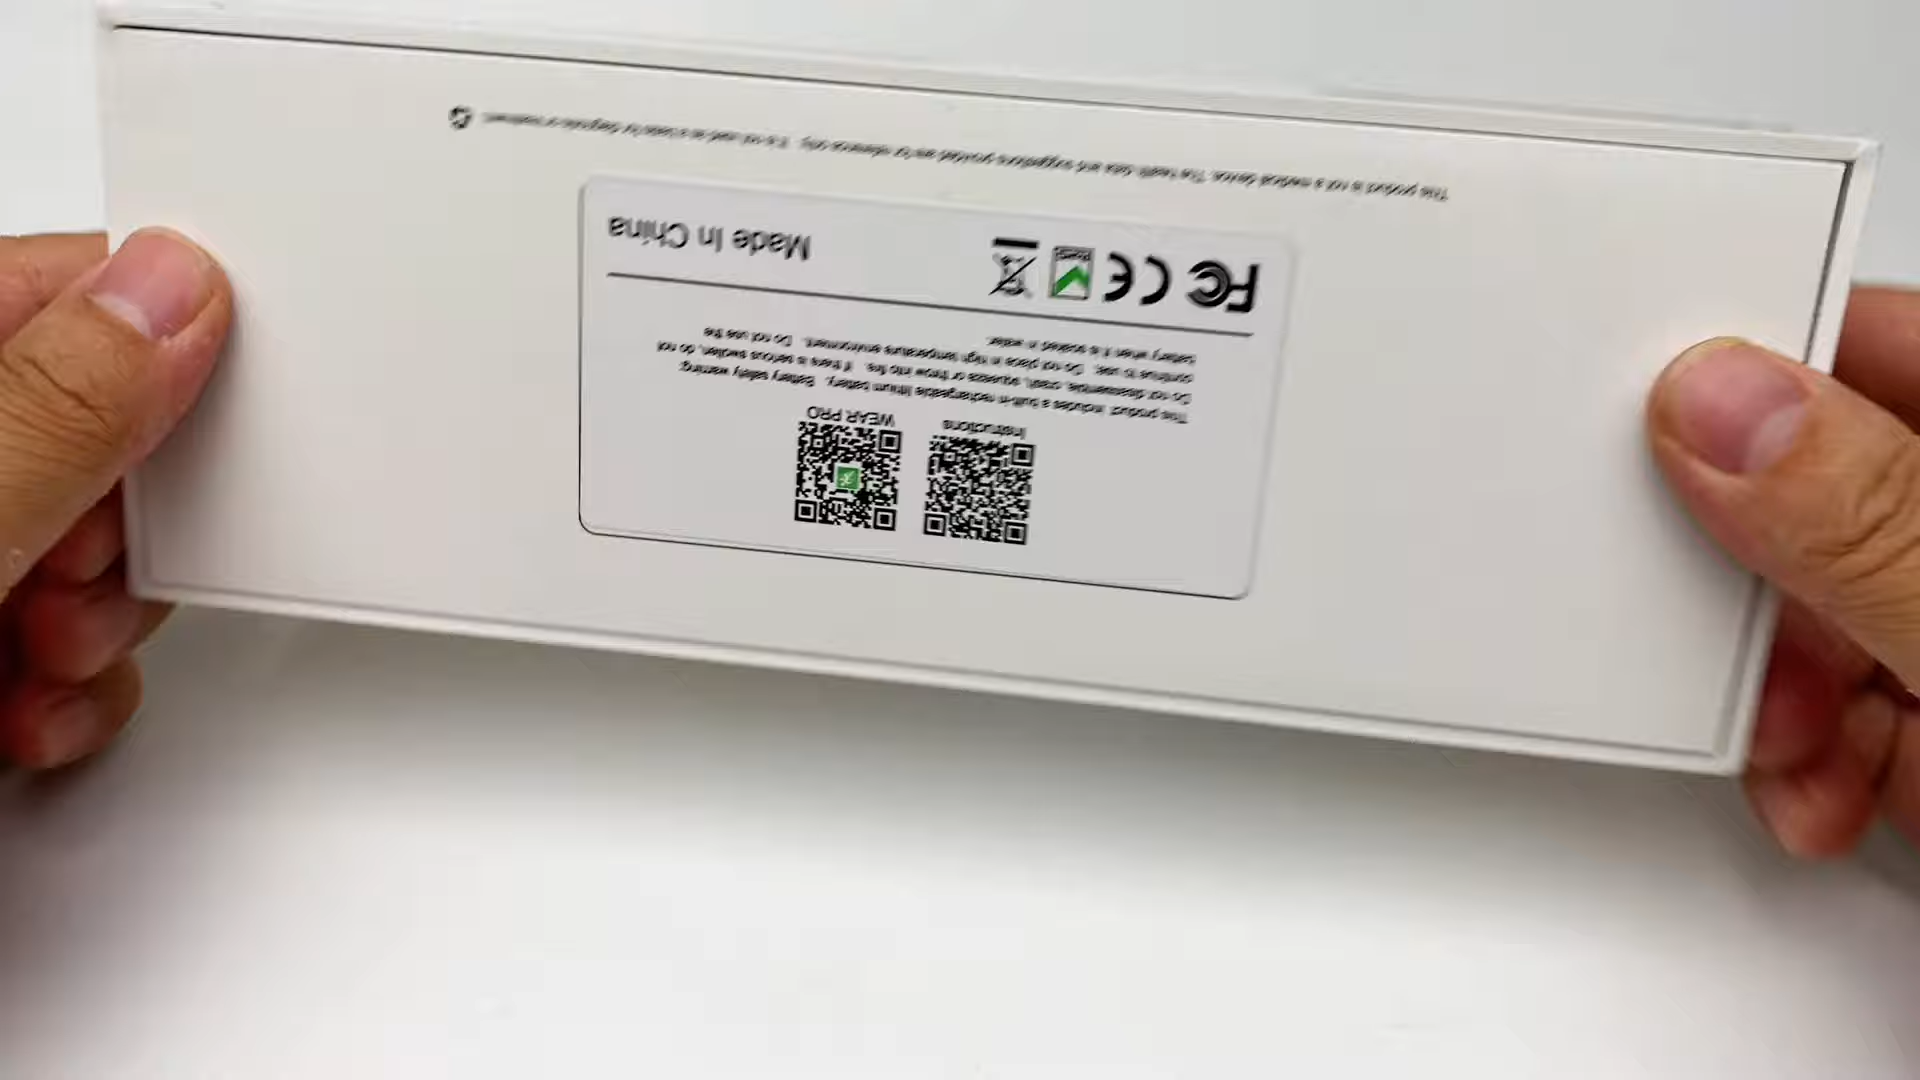 Instructions
WEAR PRO
This product includes a built-in rechargeable lithium battery. Battery safety warning:
Do not disassemble, crash, squeeze or throw into fire. If there is serious swollen, do not
continue to use. Do not place in high temperature environment. Do not use the
battery when it is soaked in water.
FC CE RoHS
Made In China
This product is not a medical device. The health data and suggestions provided are for reference only. It is not used as a basis for diagnosis or treatment.